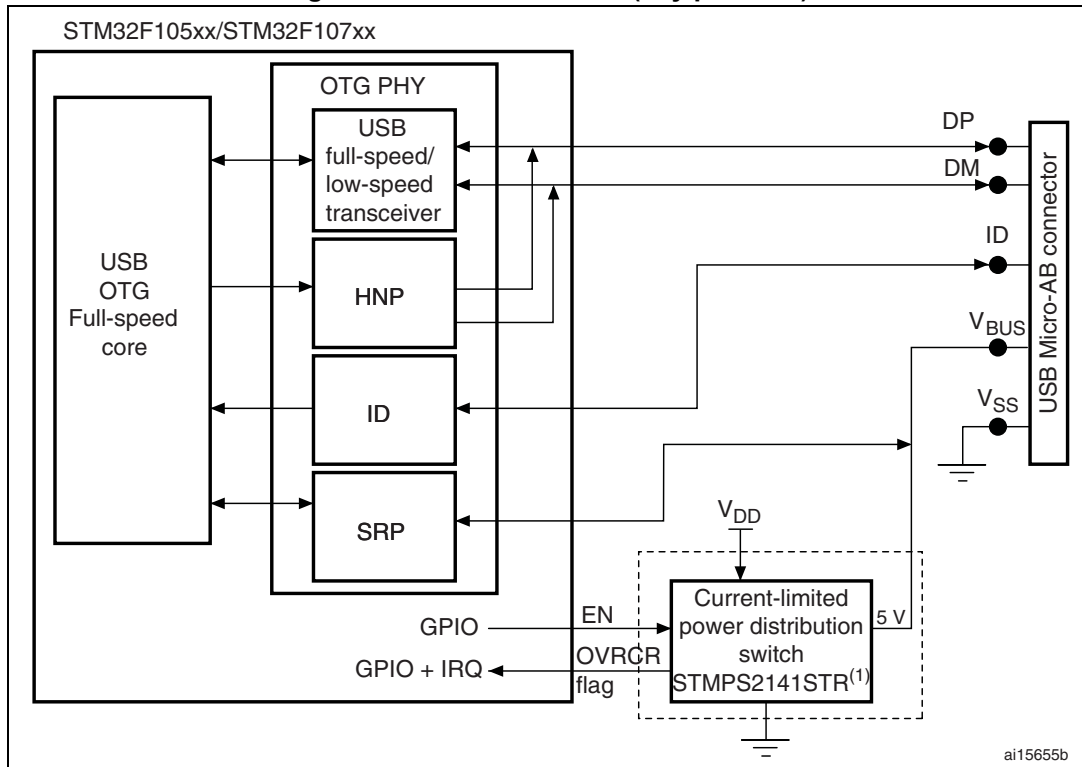 STM32F105xx/STM32F107xx
OTG PHY
USB
full-speed/
low-speed
transceiver
HNP
ID
SRP
USB
OTG
Full-speed
core
DP
DM
ID
VBUS
VSS
USB Micro-AB connector
VDD
Current-limited
power distribution
switch
STMPS2141STR(1)
5 V
GPIO
EN
GPIO + IRQ
OVRCR
flag
ai15655b